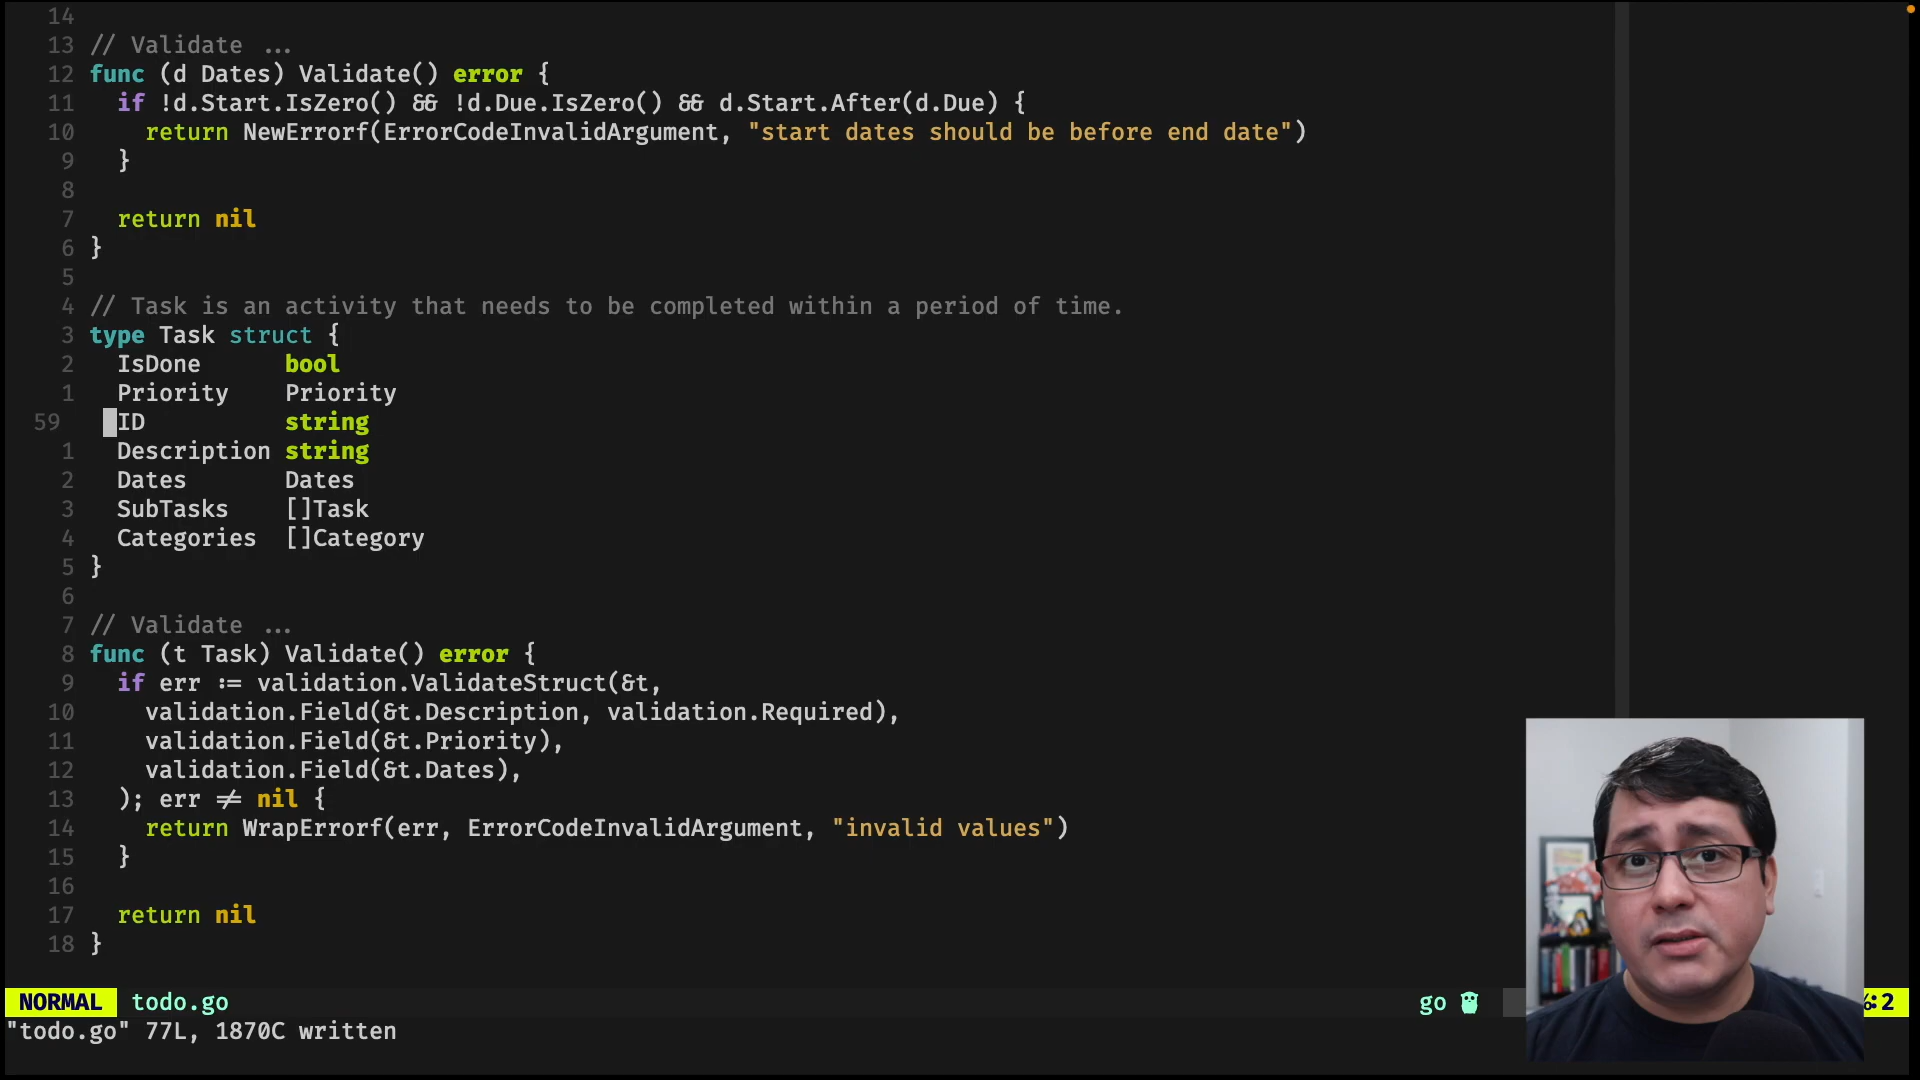 14
13 // Validate ...
12 func (d Dates) Validate() error {
11 if !d.Start.IsZero() && !d.Due.IsZero() && d.Start.After(d.Due) {
10 return NewErrorf(ErrorCodeInvalidArgument, "start dates should be before end date")
9 }
8
7 return nil
6 }
5
4 // Task is an activity that needs to be completed within a period of time.
3 type Task struct {
2 IsDone bool
1 Priority Priority
59 ID string
1 Description string
2 Dates Dates
3 SubTasks []Task
4 Categories []Category
5 }
6
7 // Validate ...
8 func (t Task) Validate() error {
9 if err := validation.ValidateStruct(&t,
10 validation.Field(&t.Description, validation.Required),
11 validation.Field(&t.Priority),
12 validation.Field(&t.Dates),
13 ); err != nil {
14 return WrapErrorf(err, ErrorCodeInvalidArgument, "invalid values")
15 }
16
17 return nil
18 }
NORMAL todo.go go :2
"todo.go" 77L, 1870C written